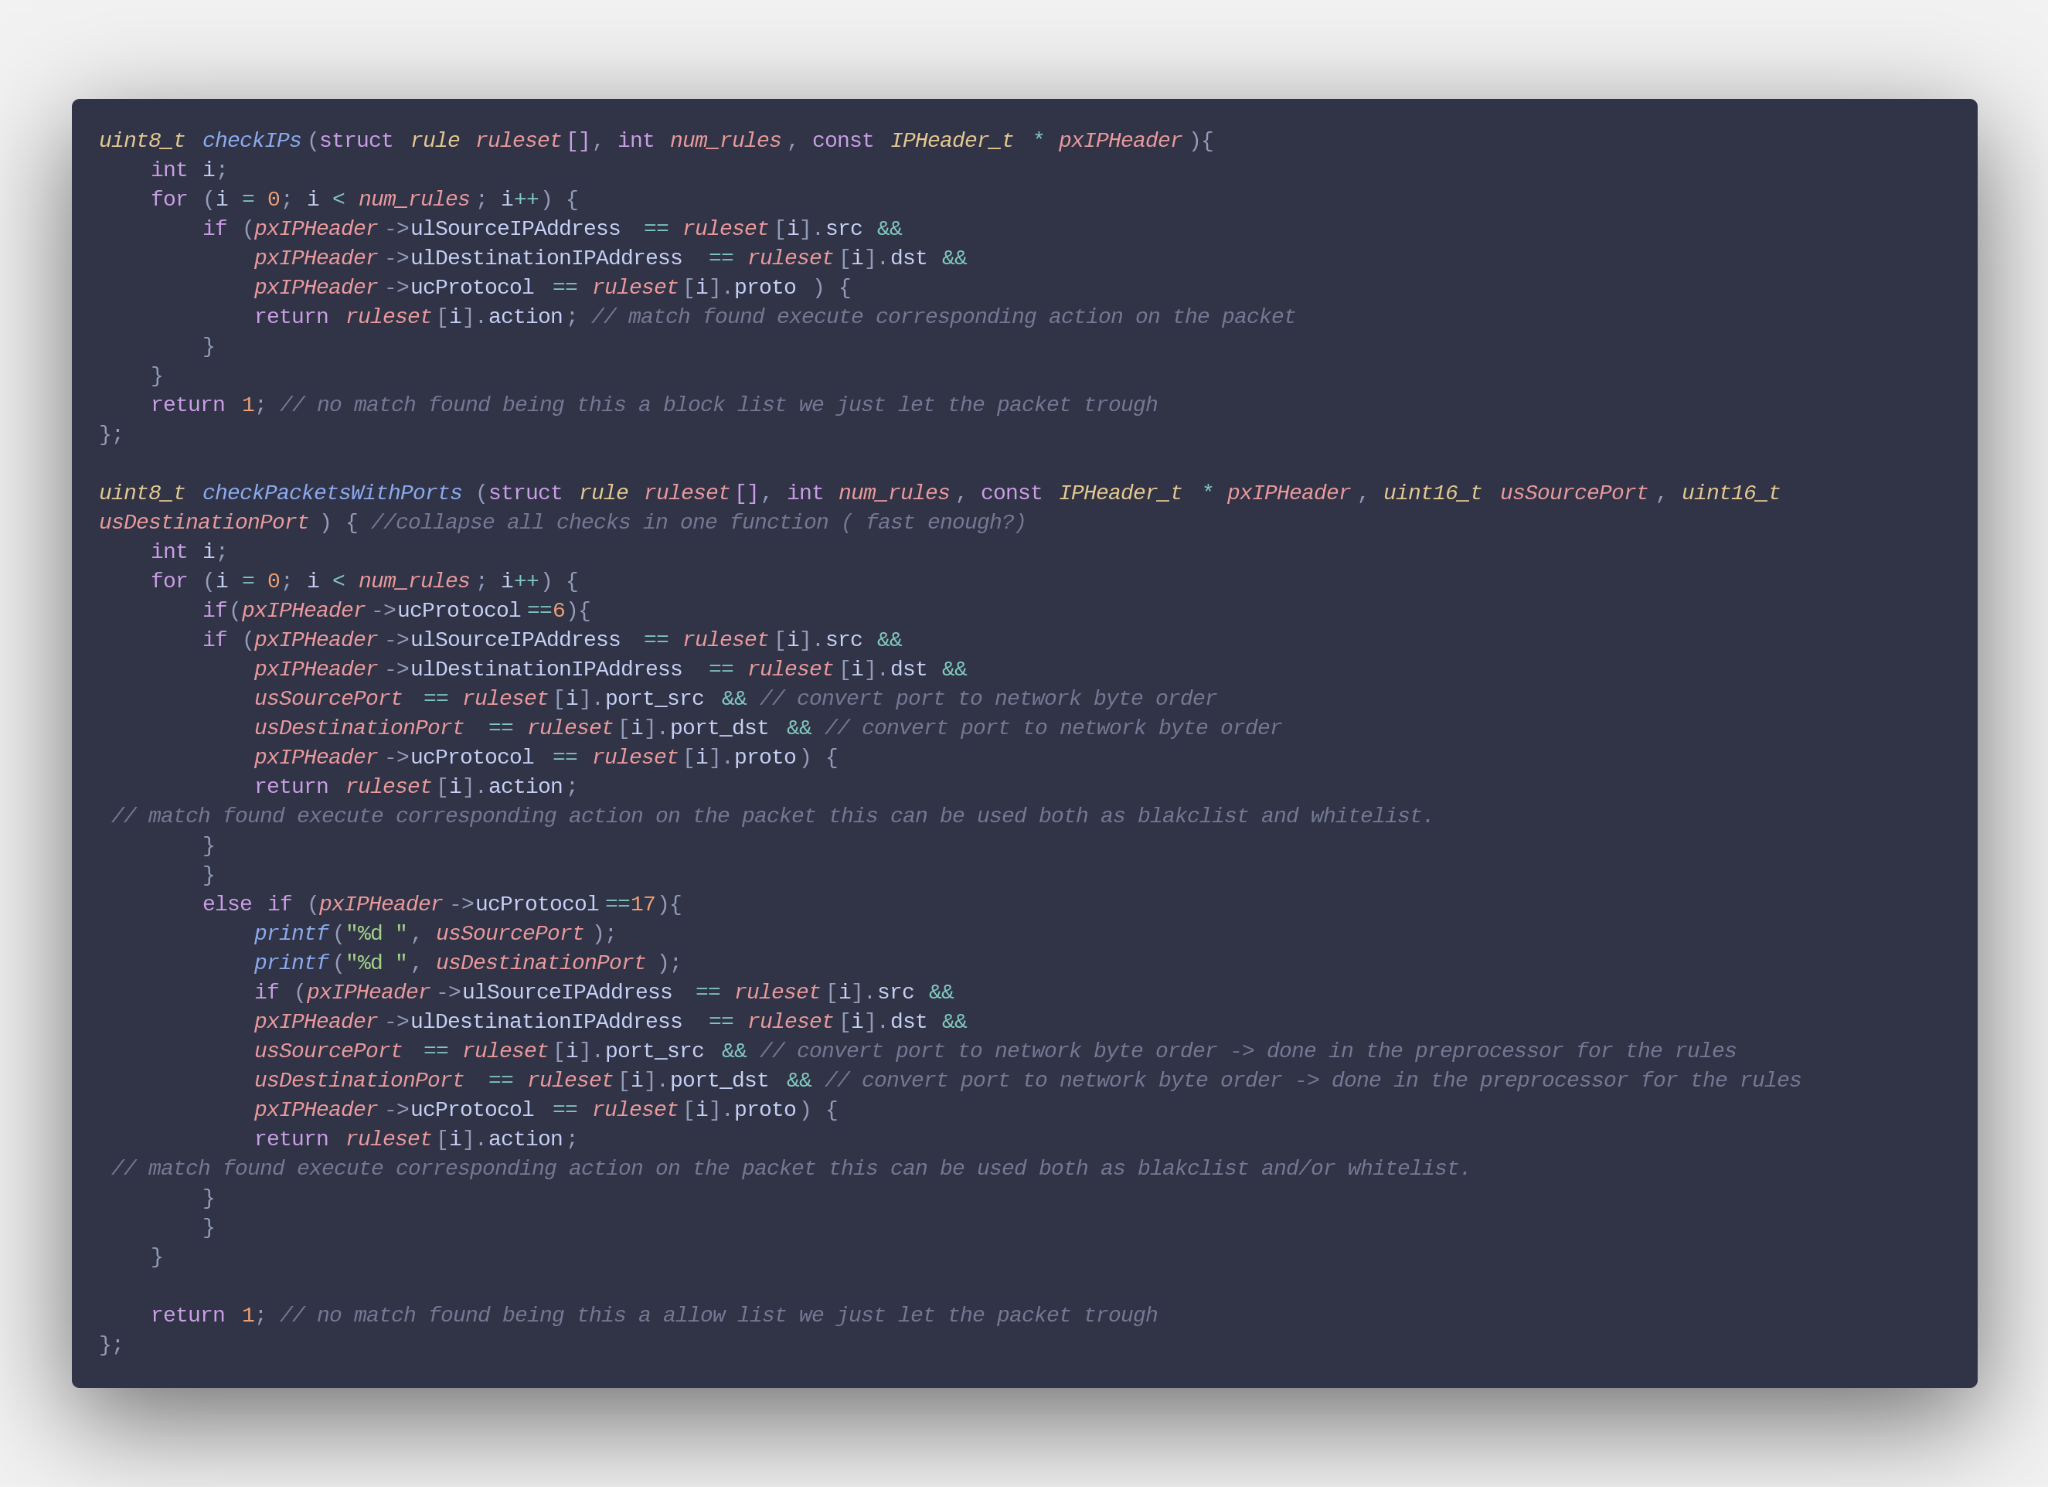 uint8_t checkIPs(struct rule ruleset[], int num_rules, const IPHeader_t * pxIPHeader){
    int i;
    for (i = 0; i < num_rules; i++) {
        if (pxIPHeader->ulSourceIPAddress == ruleset[i].src &&
            pxIPHeader->ulDestinationIPAddress == ruleset[i].dst &&
            pxIPHeader->ucProtocol == ruleset[i].proto ) {
            return ruleset[i].action; // match found execute corresponding action on the packet
        }
    }
    return 1; // no match found being this a block list we just let the packet trough
};

uint8_t checkPacketsWithPorts (struct rule ruleset[], int num_rules, const IPHeader_t * pxIPHeader, uint16_t usSourcePort, uint16_t
usDestinationPort) { //collapse all checks in one function ( fast enough?)
    int i;
    for (i = 0; i < num_rules; i++) {
        if(pxIPHeader->ucProtocol==6){
        if (pxIPHeader->ulSourceIPAddress == ruleset[i].src &&
            pxIPHeader->ulDestinationIPAddress == ruleset[i].dst &&
            usSourcePort == ruleset[i].port_src && // convert port to network byte order
            usDestinationPort == ruleset[i].port_dst && // convert port to network byte order
            pxIPHeader->ucProtocol == ruleset[i].proto) {
            return ruleset[i].action;
 // match found execute corresponding action on the packet this can be used both as blakclist and whitelist.
        }
        }
        else if (pxIPHeader->ucProtocol==17){
            printf("%d ", usSourcePort);
            printf("%d ", usDestinationPort);
            if (pxIPHeader->ulSourceIPAddress == ruleset[i].src &&
            pxIPHeader->ulDestinationIPAddress == ruleset[i].dst &&
            usSourcePort == ruleset[i].port_src && // convert port to network byte order -> done in the preprocessor for the rules
            usDestinationPort == ruleset[i].port_dst && // convert port to network byte order -> done in the preprocessor for the rules
            pxIPHeader->ucProtocol == ruleset[i].proto) {
            return ruleset[i].action;
 // match found execute corresponding action on the packet this can be used both as blakclist and/or whitelist.
        }
        }
    }

    return 1; // no match found being this a allow list we just let the packet trough
};